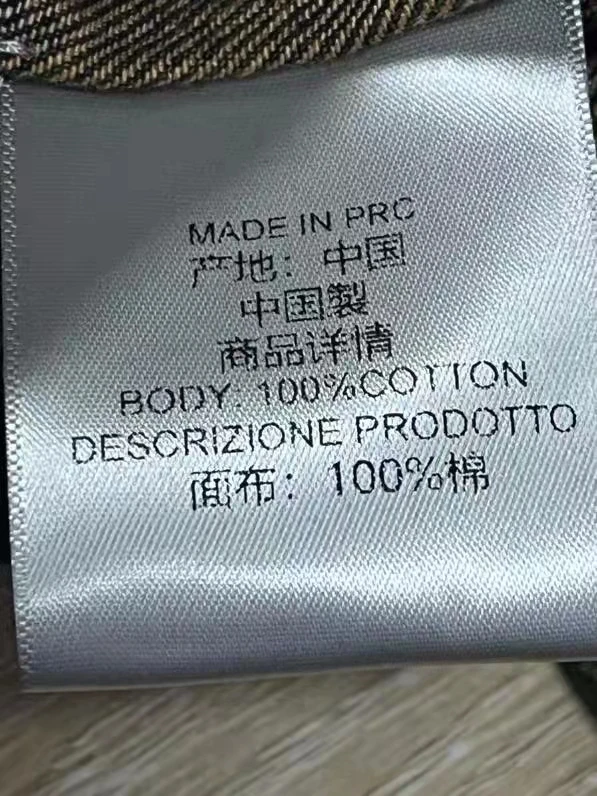 MADE IN PRC
产地：中国
中国製
商品详情
BODY: 100%COTTON
DESCRIZIONE PRODOTTO
面布：100%棉